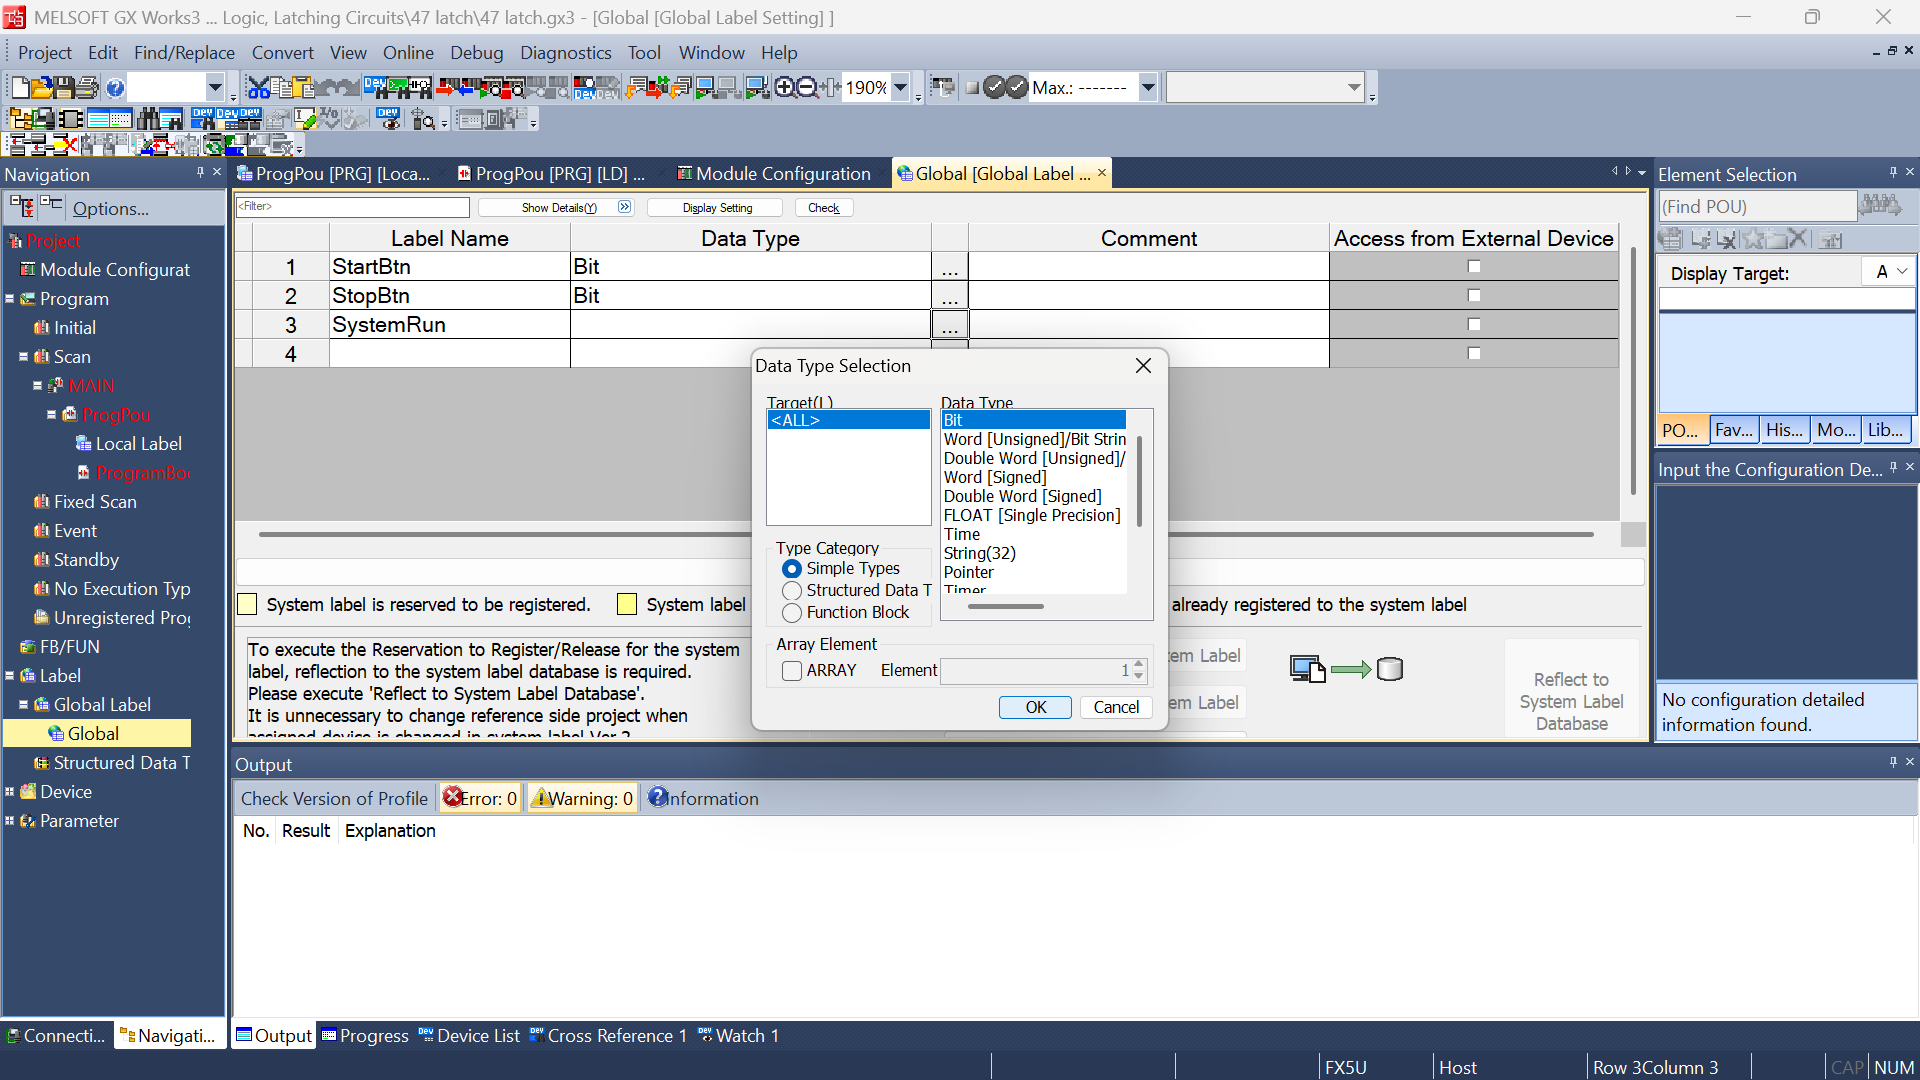 MELSOFT GX Works3 ... Logic, Latching Circuits\47 latch\47 latch.gx3 - [Global [Global Label Setting] ]
Project Edit Find/Replace Convert View Online Debug Diagnostics Tool Window Help
190%
Max.: -------
Navigation
Options...
Project
Module Configurat
Program
Initial
Scan
MAIN
ProgPou
Local Label
ProgramBo
Fixed Scan
Event
Standby
No Execution Typ
Unregistered Prog
FB/FUN
Label
Global Label
Global
Structured Data T
Device
Parameter
Connecti...
Navigati...
ProgPou [PRG] [Loca...
ProgPou [PRG] [LD] ...
Module Configuration
Global [Global Label ...
<Filter>
Show Details(Y)
Display Setting
Check
Label Name Data Type Comment Access from External Device
1 StartBtn Bit ...
2 StopBtn Bit ...
3 SystemRun ...
4
System label is reserved to be registered.
System label
already registered to the system label
To execute the Reservation to Register/Release for the system
label, reflection to the system label database is required.
Please execute 'Reflect to System Label Database'.
It is unnecessary to change reference side project when
assigned device is changed in system label Ver.2.
em Label
em Label
Reflect to
System Label
Database
Data Type Selection
Target(L)
<ALL>
Type Category
Simple Types
Structured Data T
Function Block
Data Type
Bit
Word [Unsigned]/Bit Strin
Double Word [Unsigned]/
Word [Signed]
Double Word [Signed]
FLOAT [Single Precision]
Time
String(32)
Pointer
Timer
Array Element
ARRAY Element 1
OK Cancel
Output
Check Version of Profile
Error: 0
Warning: 0
Information
No. Result Explanation
Output
Progress
Device List
Cross Reference 1
Watch 1
Element Selection
(Find POU)
Display Target: A
PO... Fav... His... Mo... Lib...
Input the Configuration De...
No configuration detailed
information found.
FX5U Host Row 3Column 3 CAP NUM